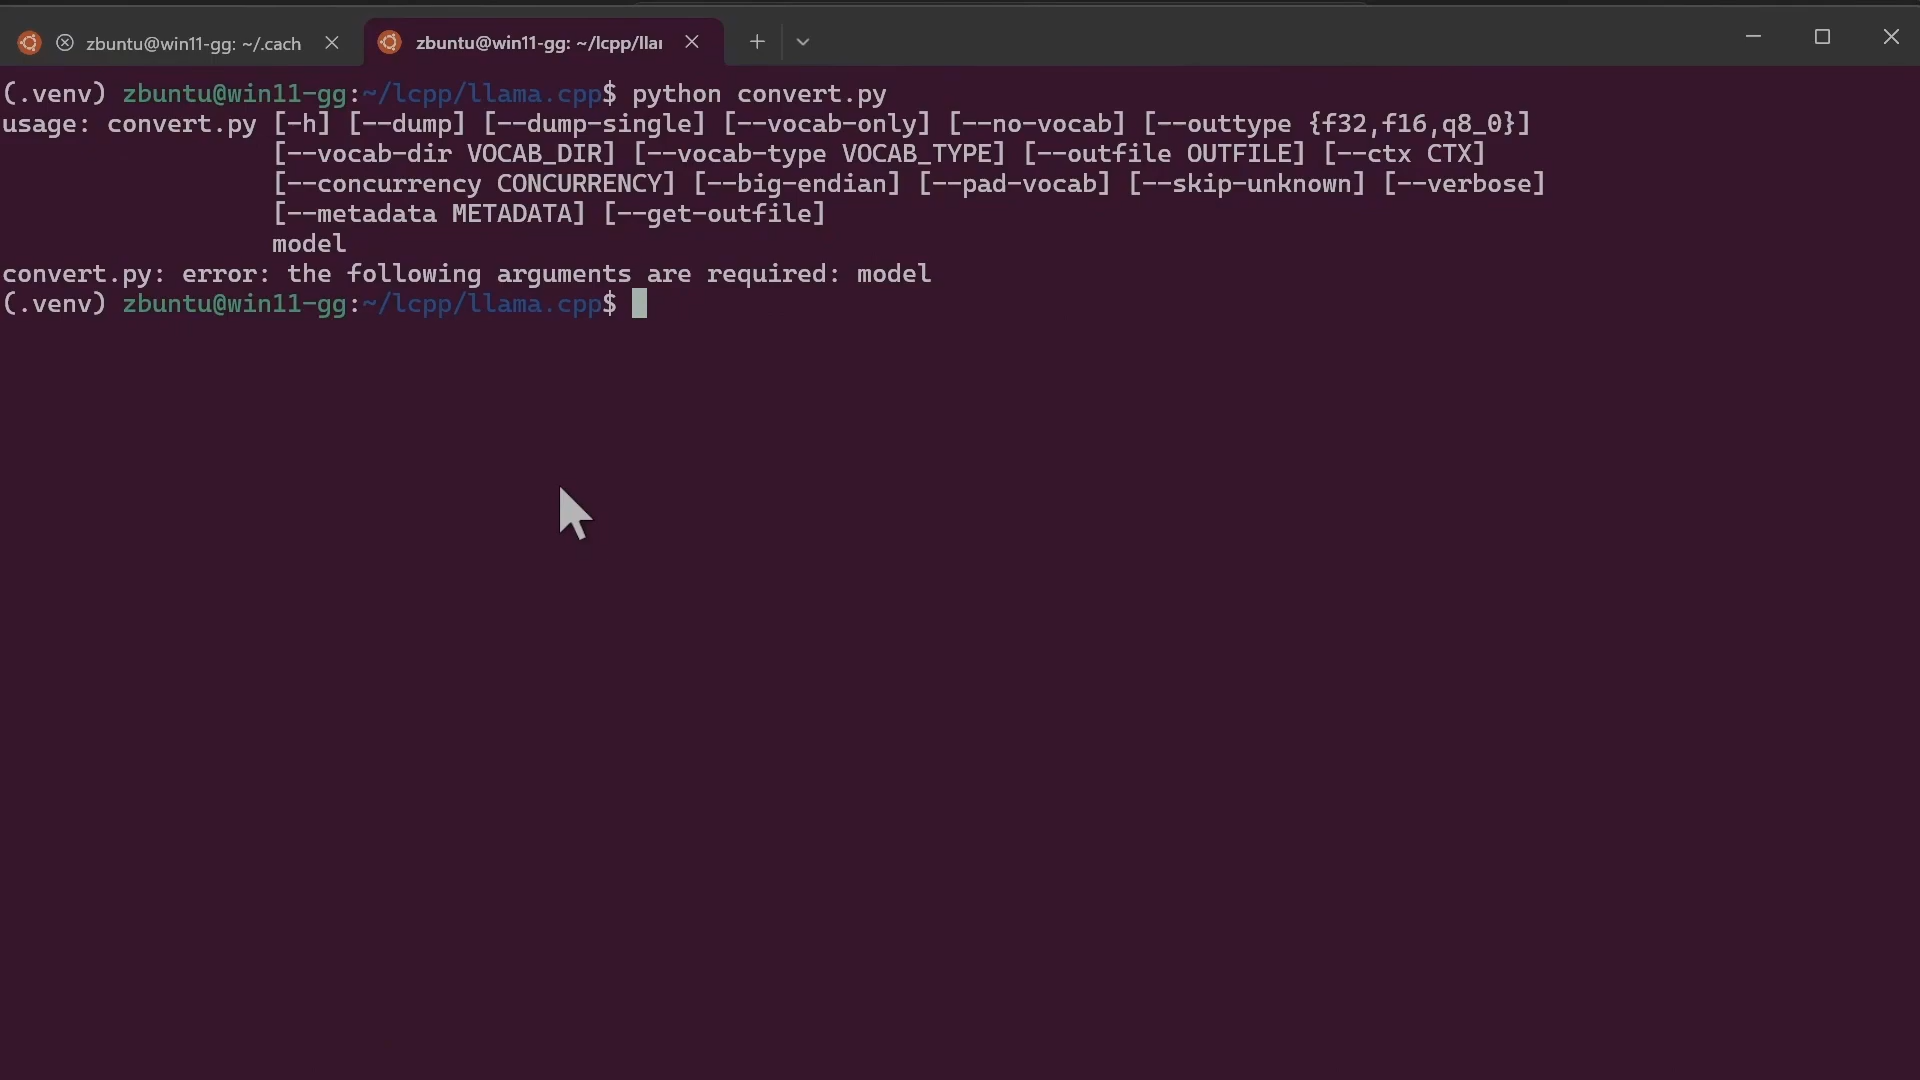 zbuntu@win11-gg: ~/.cach
zbuntu@win11-gg: ~/lcpp/llar
(.venv) zbuntu@win11-gg:~/lcpp/llama.cpp$ python convert.py
usage: convert.py [-h] [--dump] [--dump-single] [--vocab-only] [--no-vocab] [--outtype {f32,f16,q8_0}]
[--vocab-dir VOCAB_DIR] [--vocab-type VOCAB_TYPE] [--outfile OUTFILE] [--ctx CTX]
[--concurrency CONCURRENCY] [--big-endian] [--pad-vocab] [--skip-unknown] [--verbose]
[--metadata METADATA] [--get-outfile]
model
convert.py: error: the following arguments are required: model
(.venv) zbuntu@win11-gg:~/lcpp/llama.cpp$